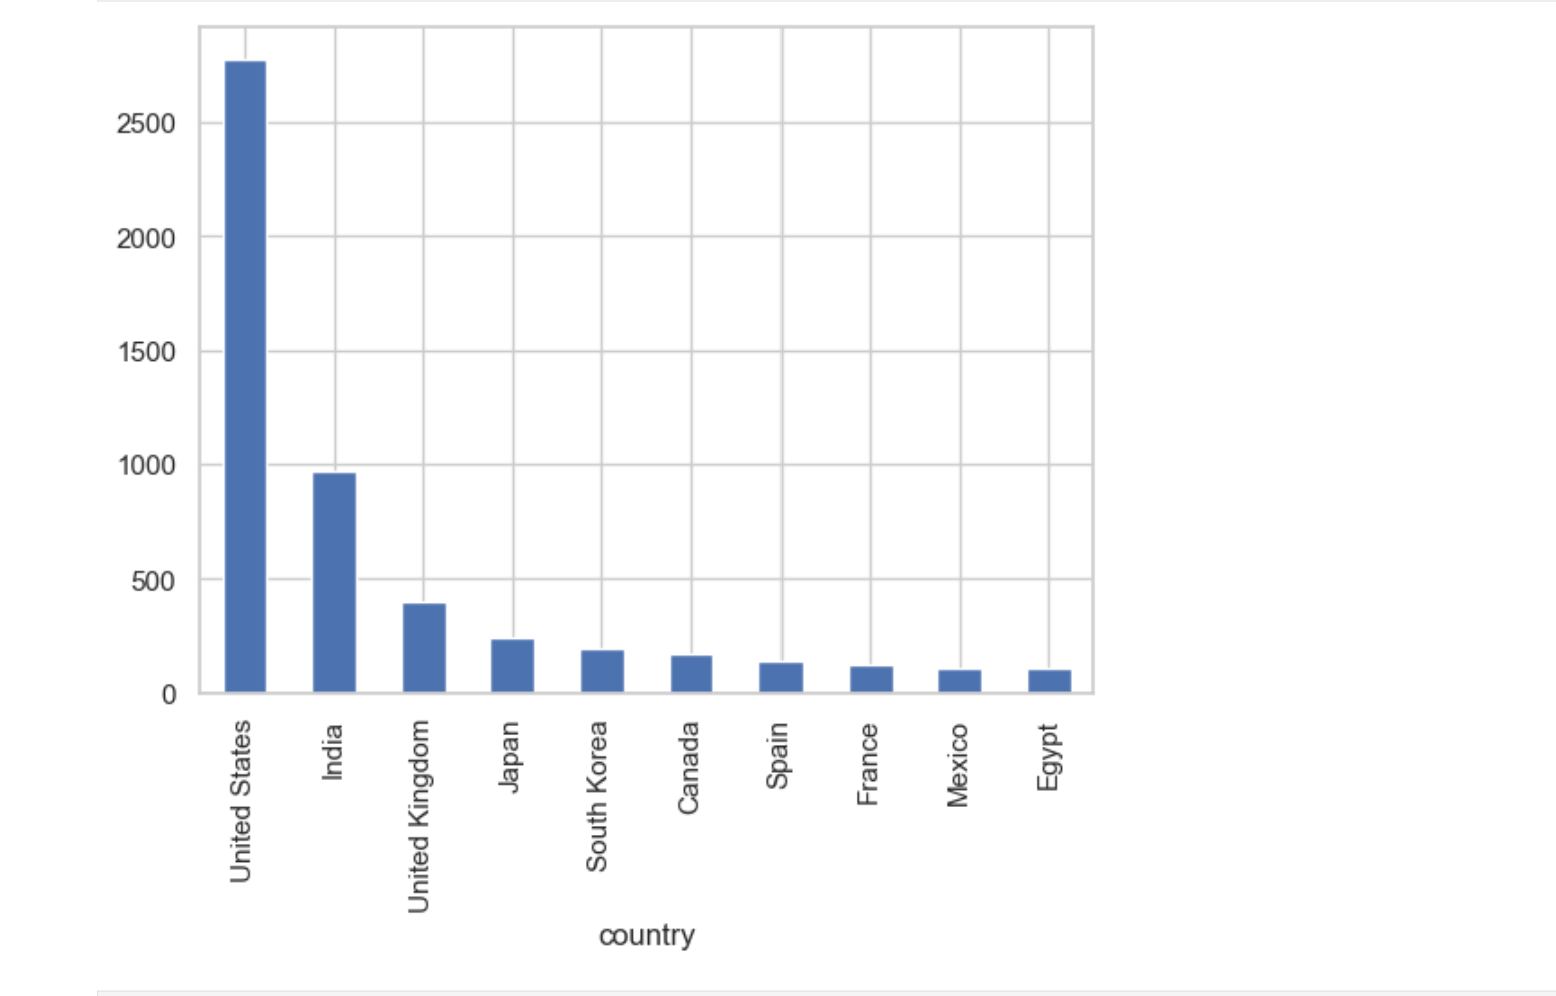 2500
2000
1500
1000
500
0
United States
India
United Kingdom
Japan
South Korea
Canada
Spain
France
Mexico
Egypt
country